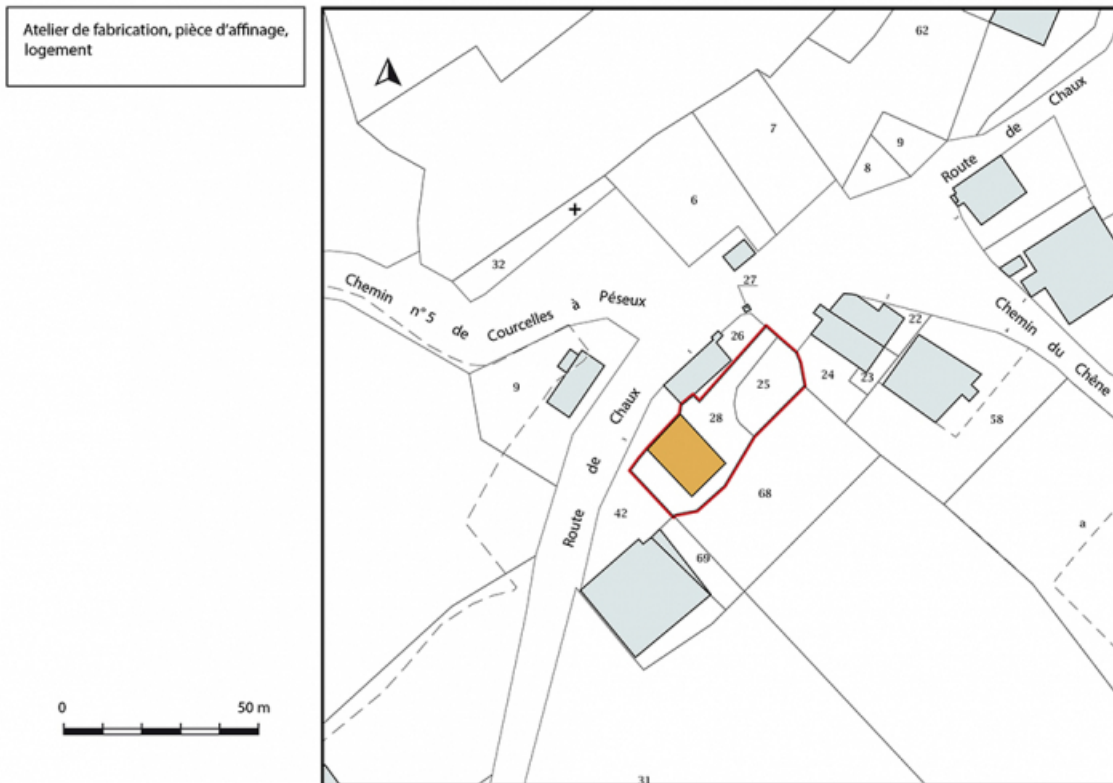 Atelier de fabrication, pièce d'affinage,
logement
62
Route de Chaux
7
9
8
6
32
27
Chemin n°5 de Courcelles à Péseux
26
22
Chemin du Chêne
9
25
24
23
28
58
Route de Chaux
68
42
a
69
0 50 m
31